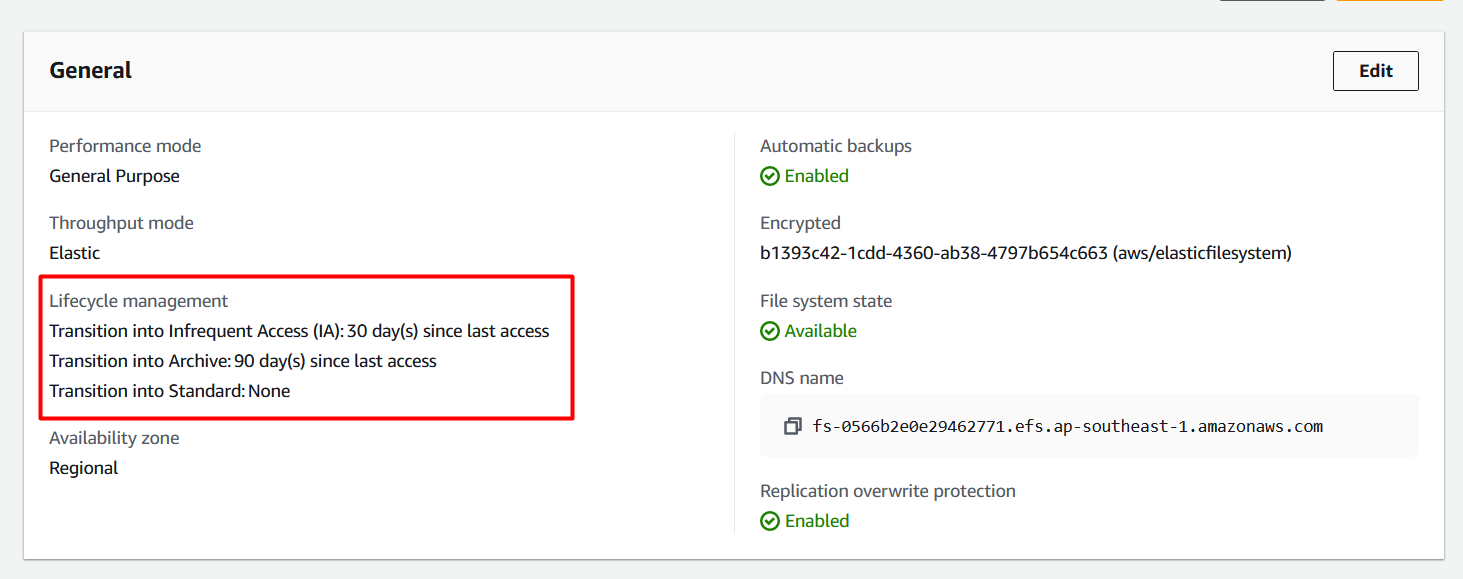 General
Edit
Performance mode
General Purpose
Throughput mode
Elastic
Lifecycle management
Transition into Infrequent Access (IA): 30 day(s) since last access
Transition into Archive: 90 day(s) since last access
Transition into Standard: None
Availability zone
Regional
Automatic backups
Enabled
Encrypted
b1393c42-1cdd-4360-ab38-4797b654c663 (aws/elasticfilesystem)
File system state
Available
DNS name
fs-0566b2e0e29462771.efs.ap-southeast-1.amazonaws.com
Replication overwrite protection
Enabled